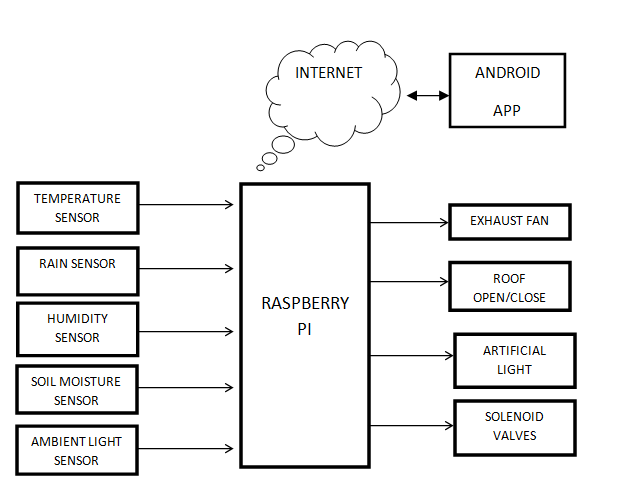 INTERNET
ANDROID
APP
TEMPERATURE
SENSOR
RAIN SENSOR
HUMIDITY
SENSOR
SOIL MOISTURE
SENSOR
AMBIENT LIGHT
SENSOR
RASPBERRY
PI
EXHAUST FAN
ROOF
OPEN/CLOSE
ARTIFICIAL
LIGHT
SOLENOID
VALVES